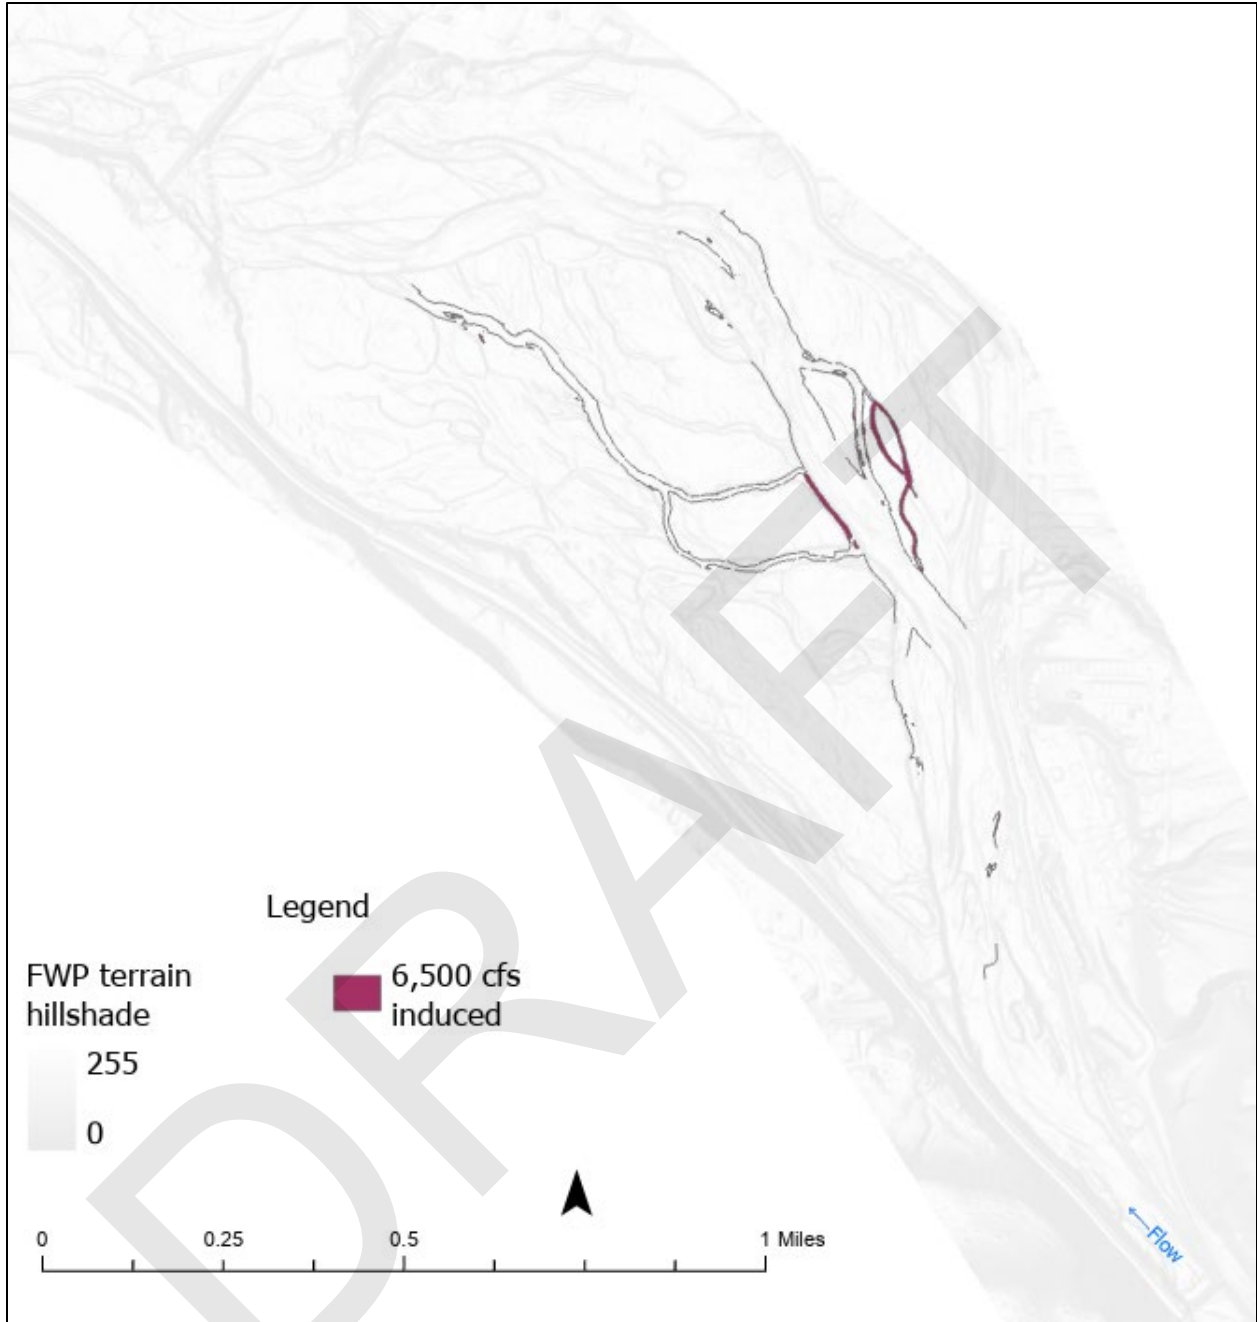 DRAFT
Legend
FWP terrain
hillshade
255
0
6,500 cfs
induced
0 0.25 0.5 1 Miles
Flow